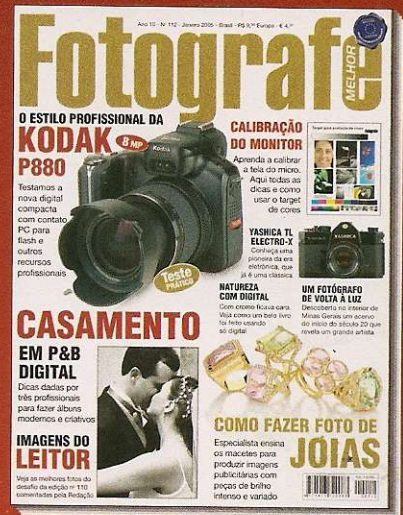 Ano 10 - Nº 112 - Janeiro 2006 - Brasil - R$ 9,90 Europa - € 4,20
Fotografe
MELHOR
O ESTILO PROFISSIONAL DA
KODAK
P880
8 MP
Testamos a
nova digital
compacta
com contato
PC para
flash e
outros
recursos
profissionais
Kodak
Teste
PRÁTICO
CALIBRAÇÃO
DO MONITOR
Aprenda a calibrar
a tela do micro.
Aqui todas as
dicas e como
usar o target
de cores
YASHICA TL
ELECTRO-X
Conheça uma
pioneira da era
eletrônica, que
já é uma clássica
YASHICA
NATUREZA
COM DIGITAL
Com cromo ficava caro.
Veja como um belo livro
foi feito usando
só digital
UM FOTÓGRAFO
DE VOLTA À LUZ
Descoberto no interior de
Minas Gerais um acervo
do início do século 20 que
revela um grande artista
CASAMENTO
EM P&B
DIGITAL
Dicas dadas por
três profissionais
para fazer álbuns
modernos e criativos
IMAGENS DO
LEITOR
Veja as melhores fotos do
desafio da edição nº 110
comentadas pela Redação
COMO FAZER FOTO DE
JÓIAS
Especialista ensina
os macetes para
produzir imagens
publicitárias com
peças de brilho
intenso e variado